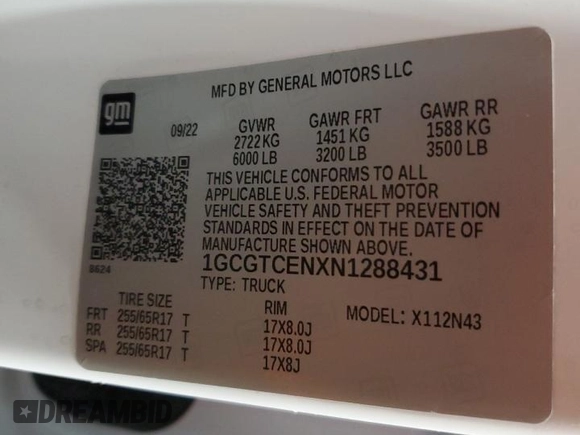 gm
MFD BY GENERAL MOTORS LLC
09/22 GVWR GAWR FRT GAWR RR
2722 KG 1451 KG 1588 KG
6000 LB 3200 LB 3500 LB
THIS VEHICLE CONFORMS TO ALL
APPLICABLE U.S. FEDERAL MOTOR
VEHICLE SAFETY AND THEFT PREVENTION
STANDARDS IN EFFECT ON THE DATE OF
MANUFACTURE SHOWN ABOVE.
B624 1GCGTCENXN1288431
TYPE: TRUCK
TIRE SIZE RIM MODEL: X112N43
FRT 255/65R17 T 17X8.0J
RR 255/65R17 T 17X8.0J
SPA 255/65R17 T 17X8J
DREAMBID